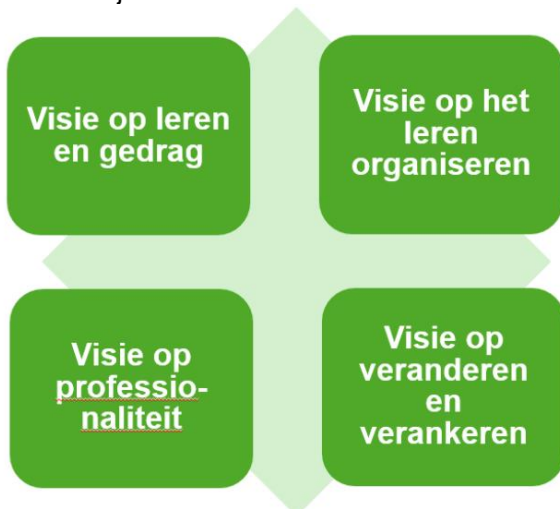 Visie op leren
en gedrag
Visie op het
leren
organiseren
Visie op
professio-
naliteit
Visie op
veranderen
en
verankeren